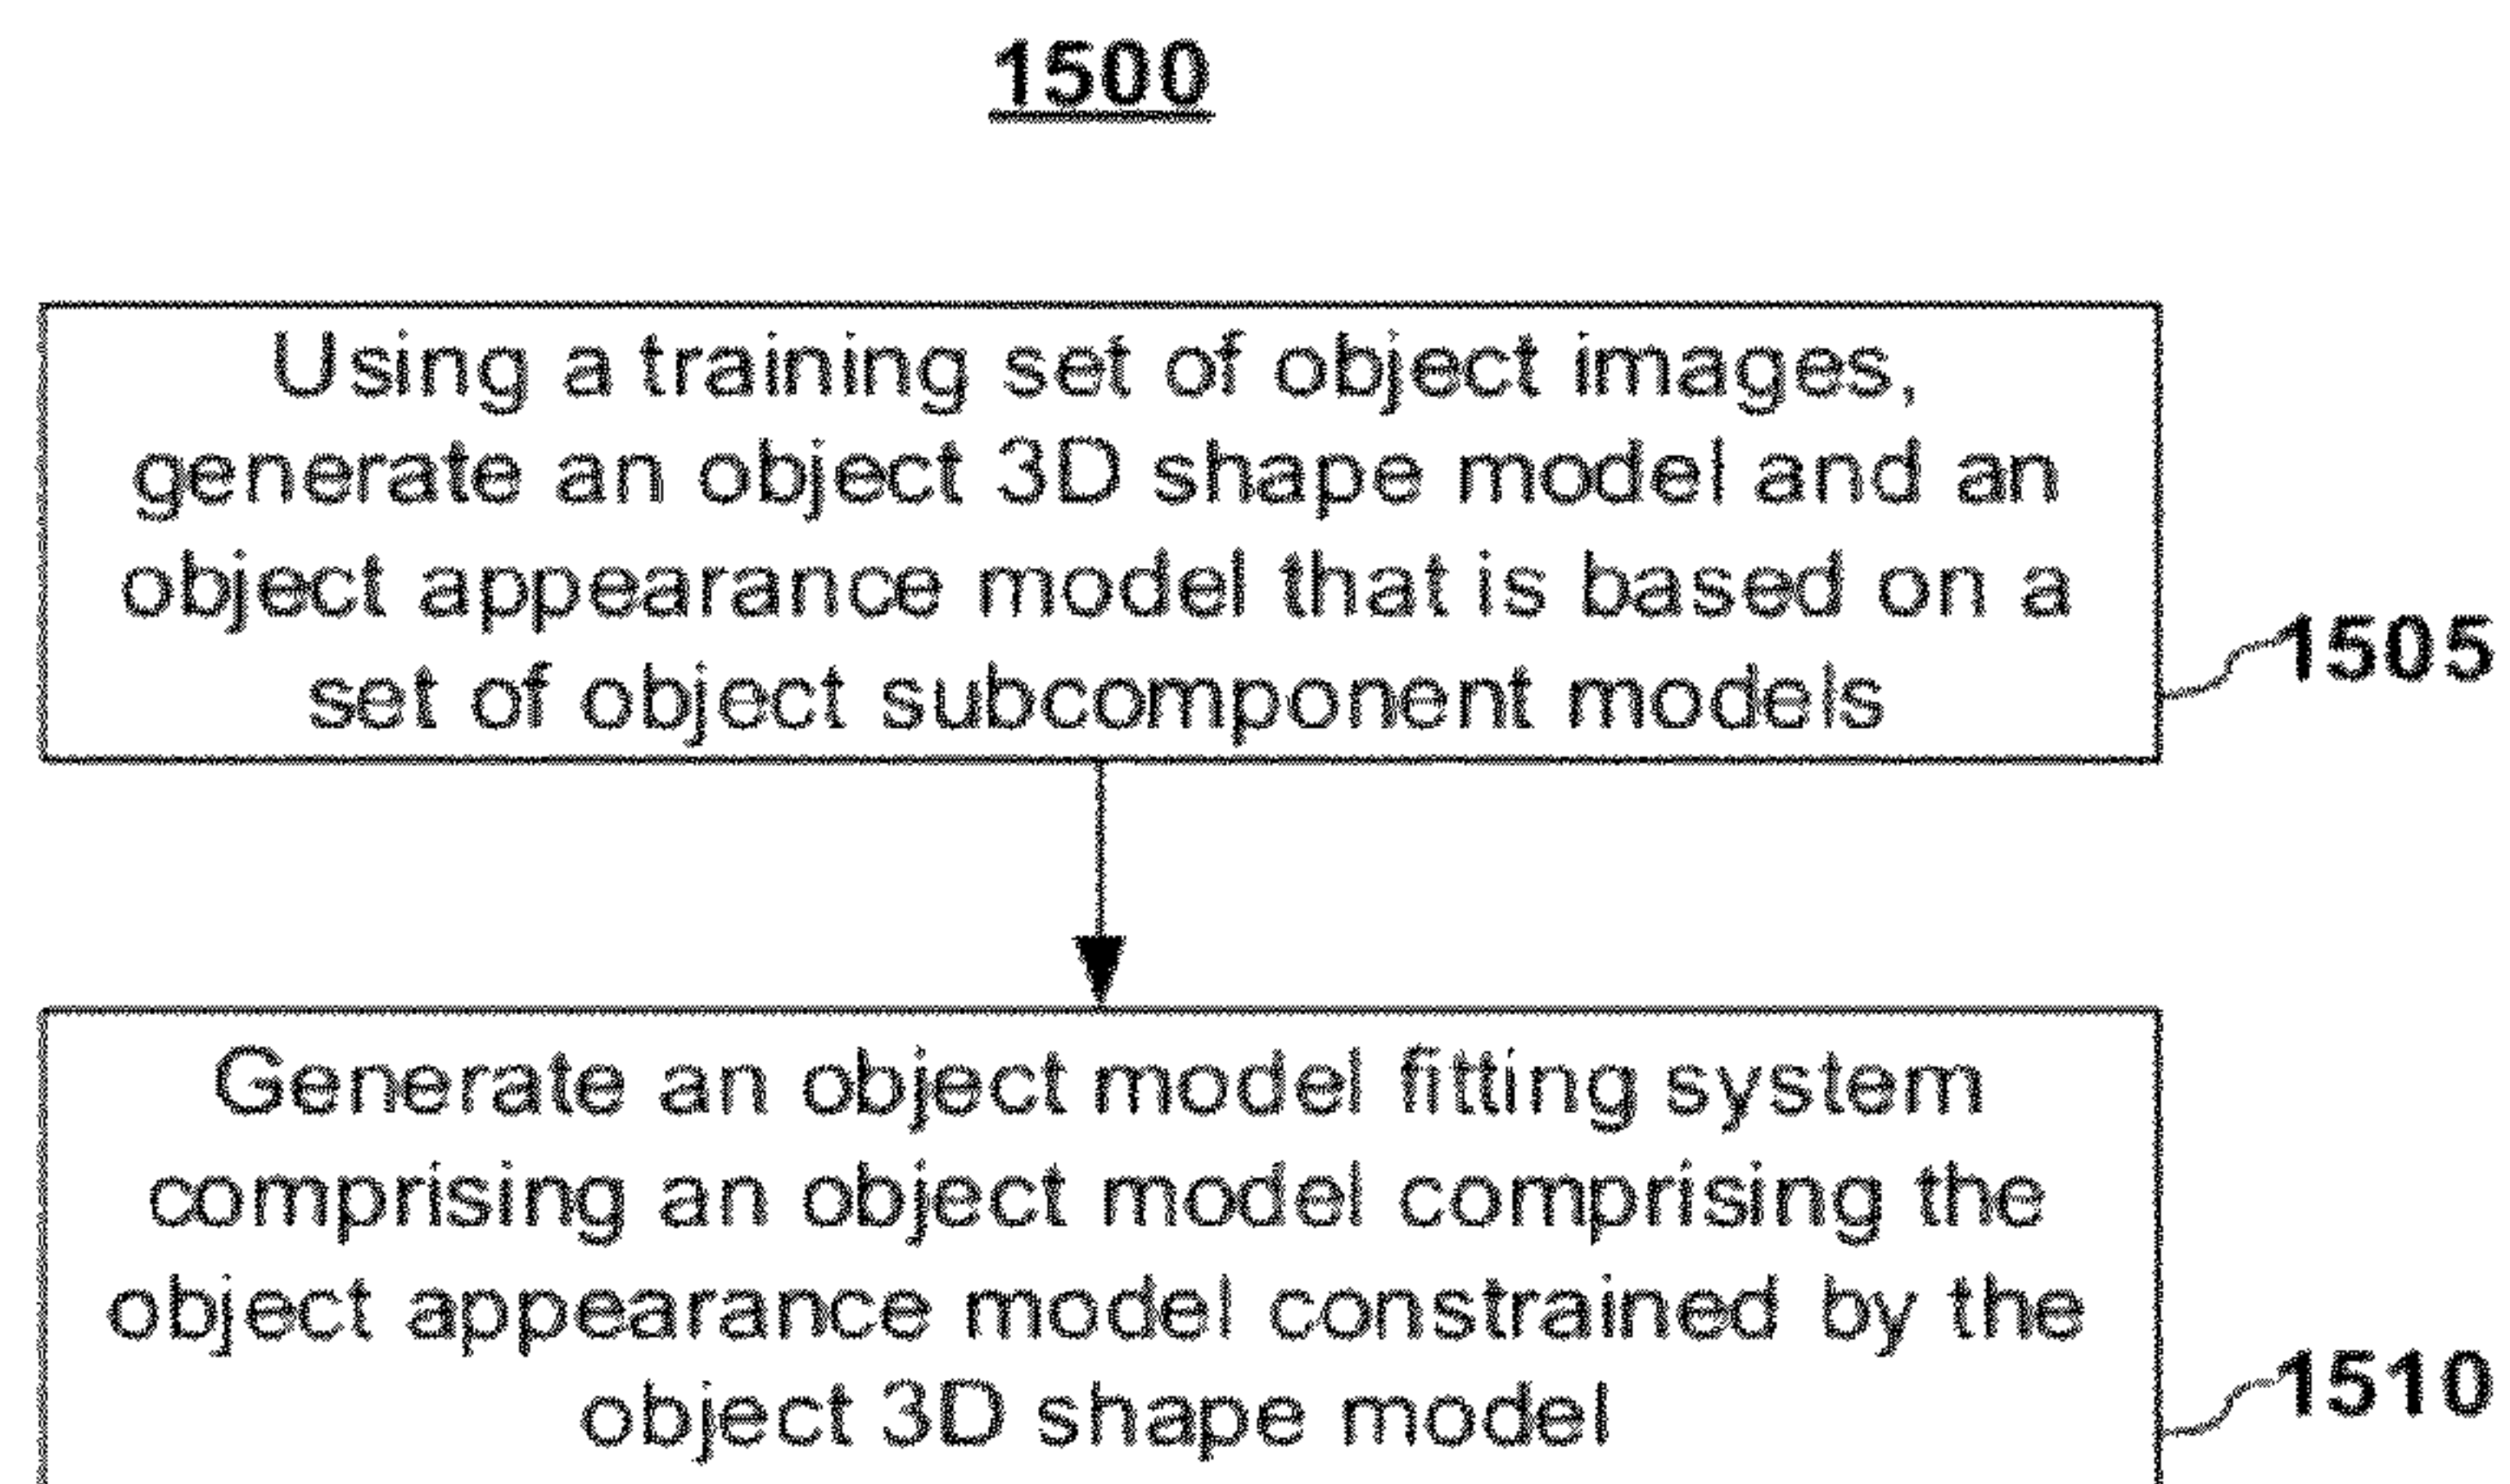 1500
Using a training set of object images,
generate an object 3D shape model and an
object appearance model that is based on a
set of object subcomponent models
1505
Generate an object model fitting system
comprising an object model comprising the
object appearance model constrained by the
object 3D shape model
1510